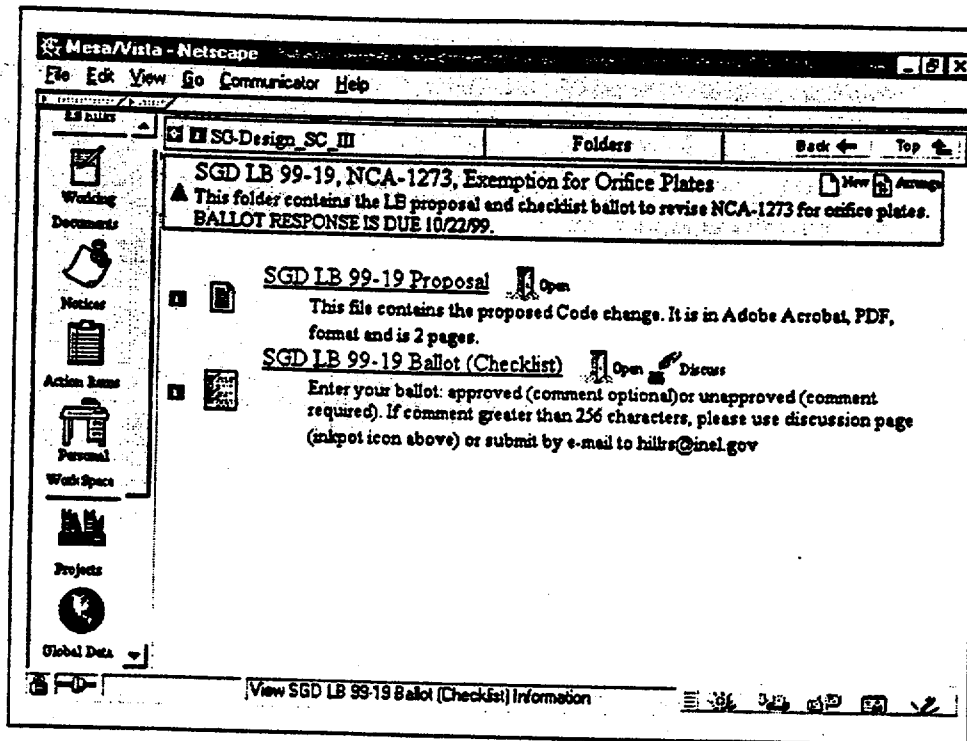 Mesa/Vista - Netscape
File Edit View Go Communicator Help
SG-Design_SC_III Folders Back Top
SGD LB 99-19, NCA-1273, Exemption for Orifice Plates New Arrange
This folder contains the LB proposal and checklist ballot to revise NCA-1273 for orifice plates.
BALLOT RESPONSE IS DUE 10/22/99.
Working
Documents
Notices
Action Items
Personal
Work Space
Projects
Global Data
SGD LB 99-19 Proposal Open
This file contains the proposed Code change. It is in Adobe Acrobat, PDF,
format and is 2 pages.
SGD LB 99-19 Ballot (Checklist) Open Discuss
Enter your ballot: approved (comment optional)or unapproved (comment
required). If comment greater than 256 characters, please use discussion page
(inkpot icon above) or submit by e-mail to hillrs@inel.gov
View SGD LB 99-19 Ballot (Checklist) Information